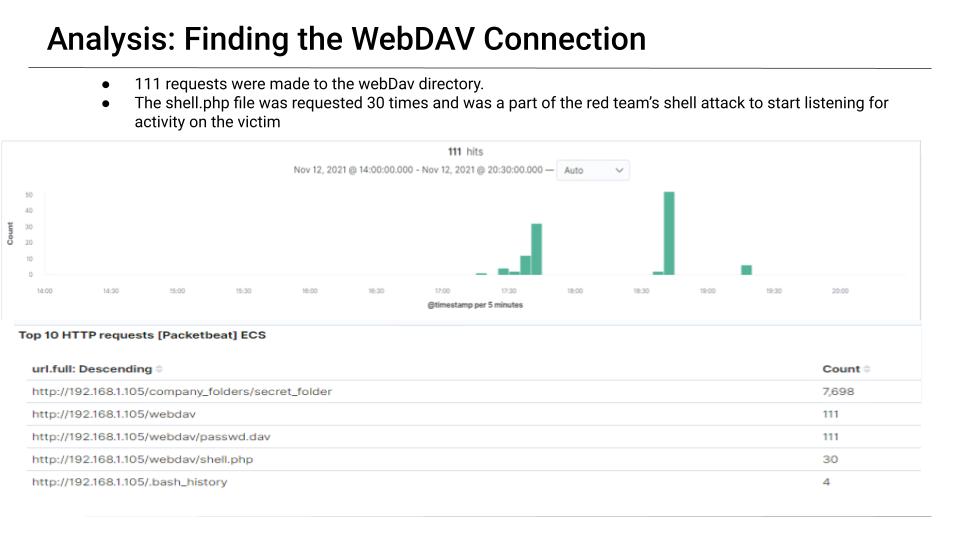 Analysis: Finding the WebDAV Connection
● 111 requests were made to the webDav directory.
● The shell.php file was requested 30 times and was a part of the red team's shell attack to start listening for
activity on the victim
111 hits
Nov 12, 2021 @ 14:00:00.000 - Nov 12, 2021 @ 20:30:00.000 — Auto
50
40
30
20
10
0
Count
14:00 14:30 15:00 15:30 16:00 16:30 17:00 17:30 18:00 18:30 19:00 19:30 20:00
@timestamp per 5 minutes
Top 10 HTTP requests [Packetbeat] ECS
url.full: Descending Count
http://192.168.1.105/company_folders/secret_folder 7,698
http://192.168.1.105/webdav 111
http://192.168.1.105/webdav/passwd.dav 111
http://192.168.1.105/webdav/shell.php 30
http://192.168.1.105/.bash_history 4